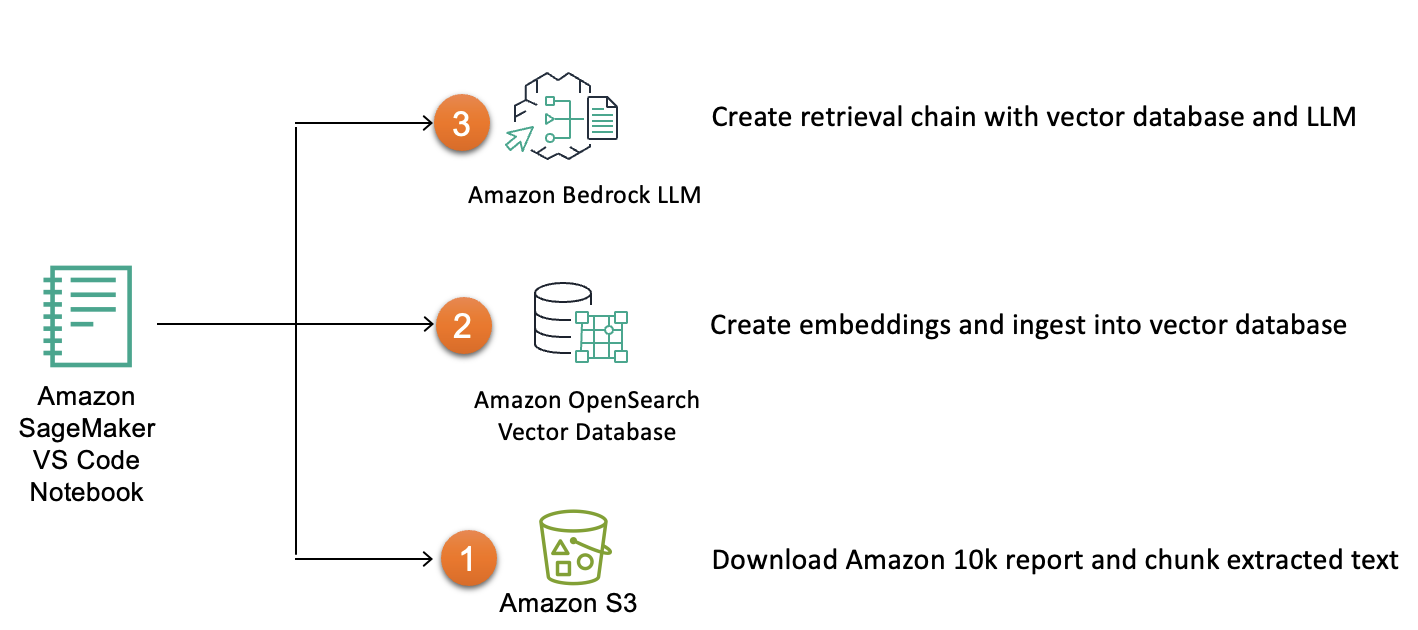 3
Create retrieval chain with vector database and LLM
Amazon Bedrock LLM
Amazon
SageMaker
VS Code
Notebook
2
Create embeddings and ingest into vector database
Amazon OpenSearch
Vector Database
1
Download Amazon 10k report and chunk extracted text
Amazon S3